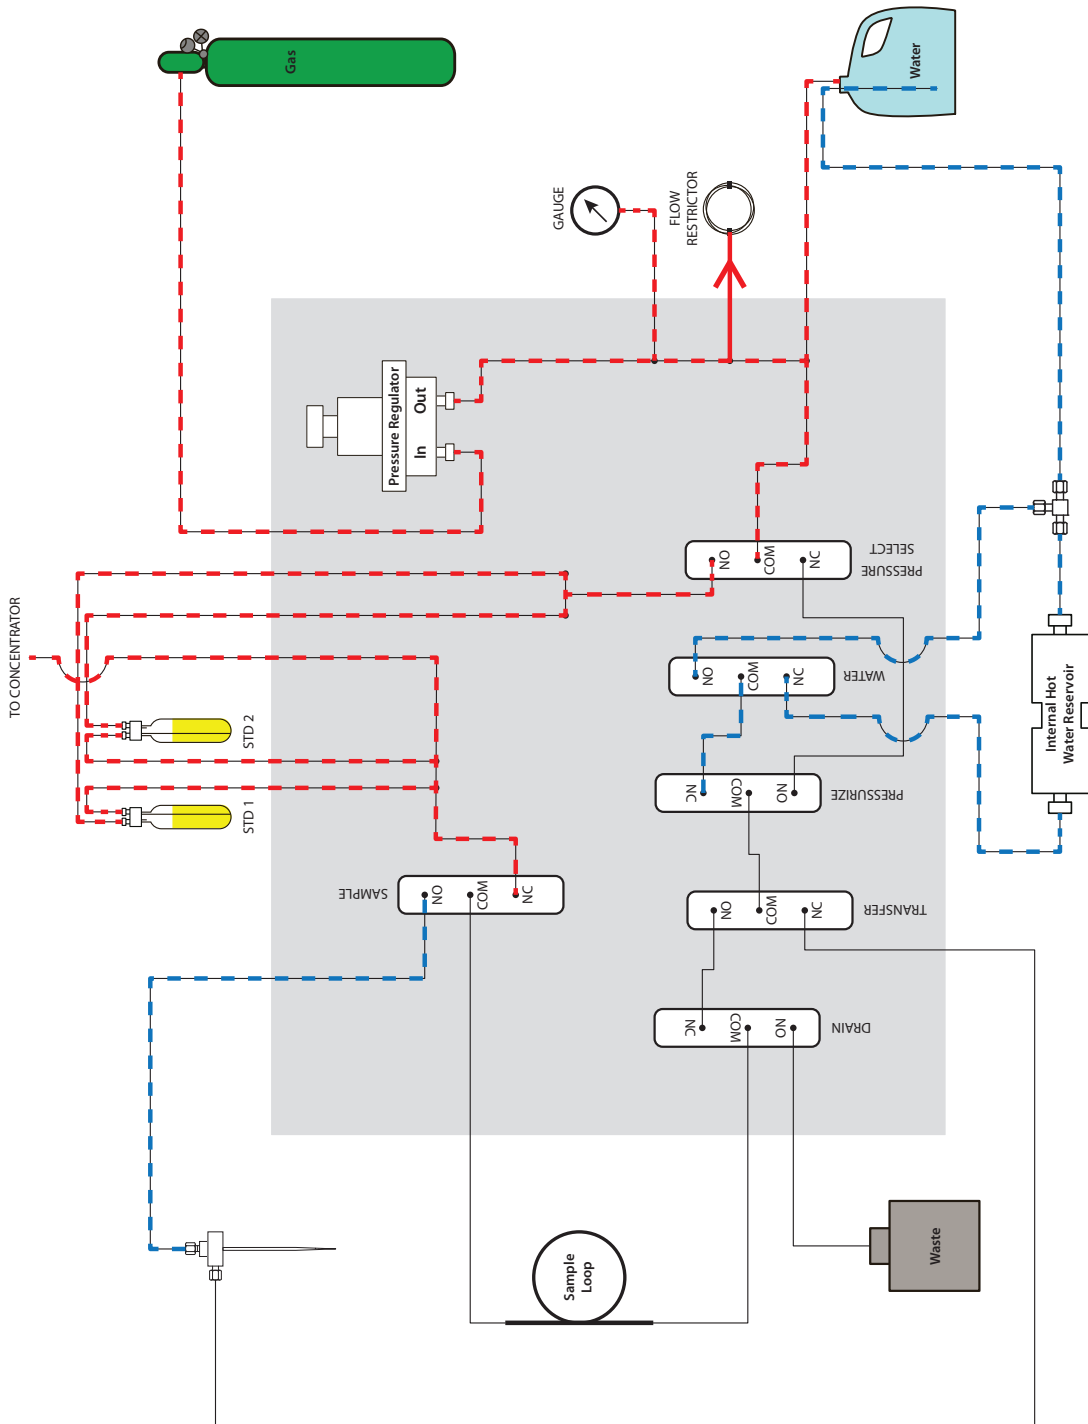 Gas
Water
GAUGE
FLOW
RESTRICTOR
Pressure Regulator
In
Out
TO CONCENTRATOR
STD 2
STD 1
NO
COM
NC
PRESSURE
SELECT
NO
COM
NC
WATER
NC
COM
NO
PRESSURIZE
SAMPLE
NO
COM
NC
NO
COM
NC
TRANSFER
NC
COM
NO
DRAIN
Internal Hot
Water Reservoir
Sample
Loop
Waste